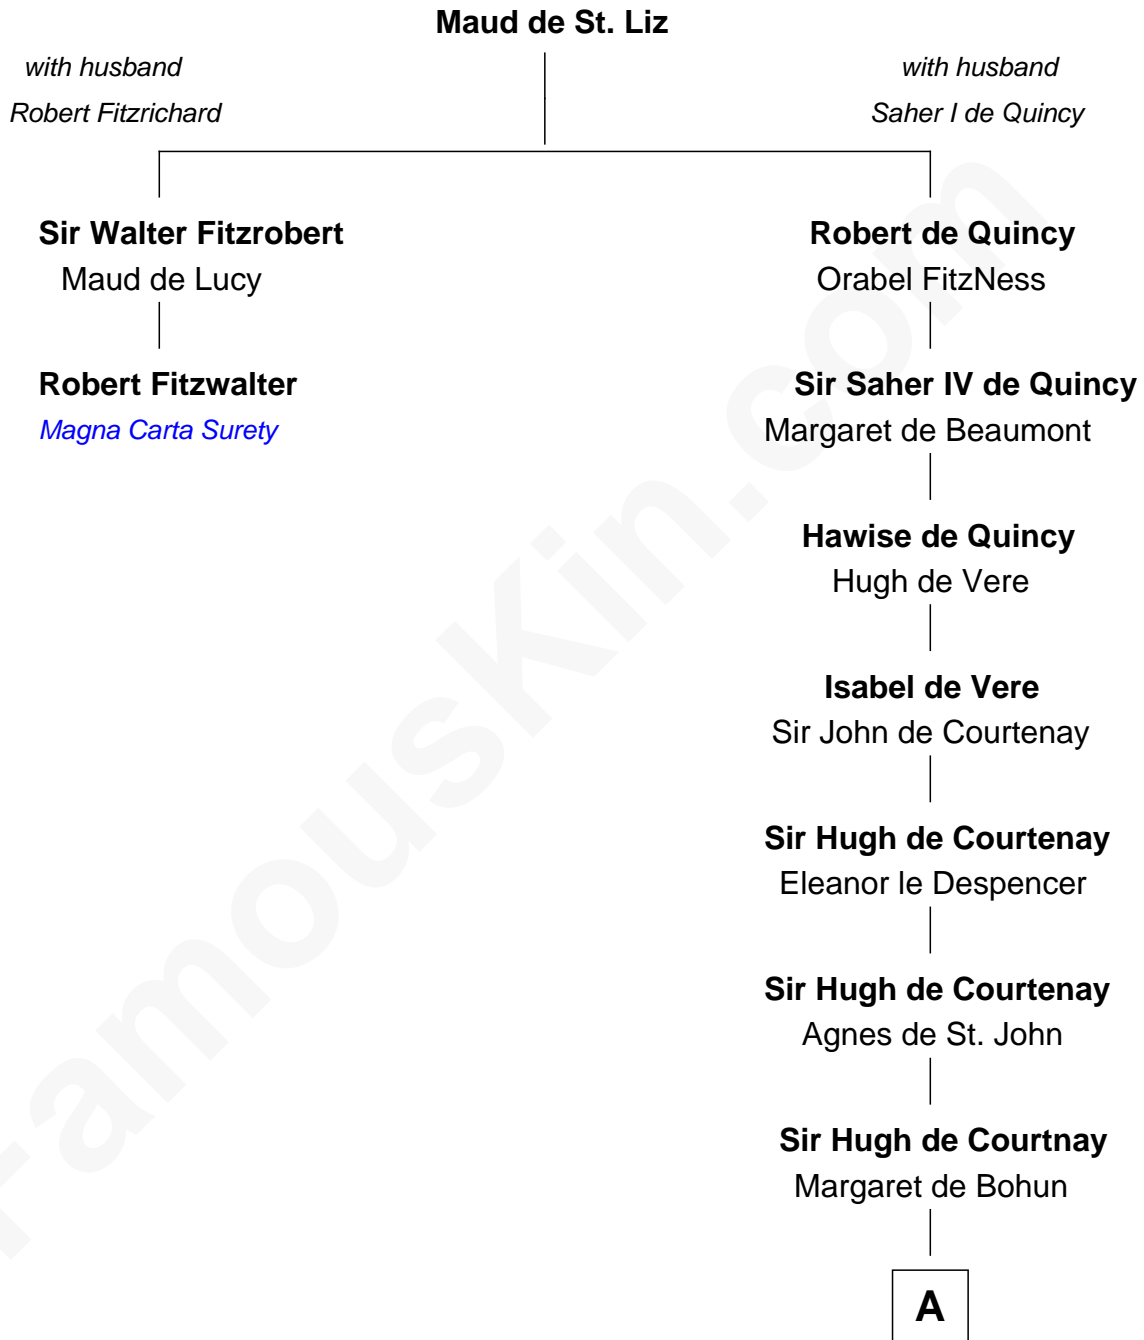 Maud de St. Liz
with husband
Robert Fitzrichard
with husband
Saher I de Quincy
Sir Walter Fitzrobert
Maud de Lucy
Robert Fitzwalter
Magna Carta Surety
Robert de Quincy
Orabel FitzNess
Sir Saher IV de Quincy
Margaret de Beaumont
Hawise de Quincy
Hugh de Vere
Isabel de Vere
Sir John de Courtenay
Sir Hugh de Courtenay
Eleanor le Despencer
Sir Hugh de Courtenay
Agnes de St. John
Sir Hugh de Courtnay
Margaret de Bohun
A
FamousKin.com